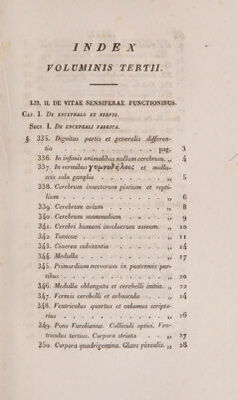 INDEX
VOLUMINIS TERTII.
LIB. II. DE VITAE SENSIFERAE FUNCTIONIBUS.
CAP. I. DE ENCEPHALO ET NERVIS.
SECT. I. DE ENCEPHALI FABRICA.
§. 335. Dignitas partis et generalis differen-
tia . . . . . pag. 3
336. In infimis animalibus nullum cerebrum. „ 4
337. In vermibus et mollu-
scis sola ganglia . . . . „ 5
338. Cerebrum insectorum piscium et repti-
lium . . . . . „ 6
339. Cerebrum avium . . . . „ 8
340. Cerebrum mammalium . . . „ 9
341. Cerebri humani involucrum osseum. „ 10
342. Tunicae . . . . . „ 11
343. Cinerea substantia . . . . „ 14
344. Medulla . . . . . „ 17
345. Primordium nervorum in posternis par-
tibus . . . . . „ 20
346. Medulla oblongata et cerebelli initia. „ 22
347. Vermis cerebelli et arbuscula . . „ 24
348. Ventriculus quartus et calamus scripto-
rius . . . . . „ 26
349. Pons Varolianus. Colliculi optici. Ven-
triculus tertius. Corpora striata . . „ 27
350. Corpora quadrigemina. Glans pinealis. „ 28